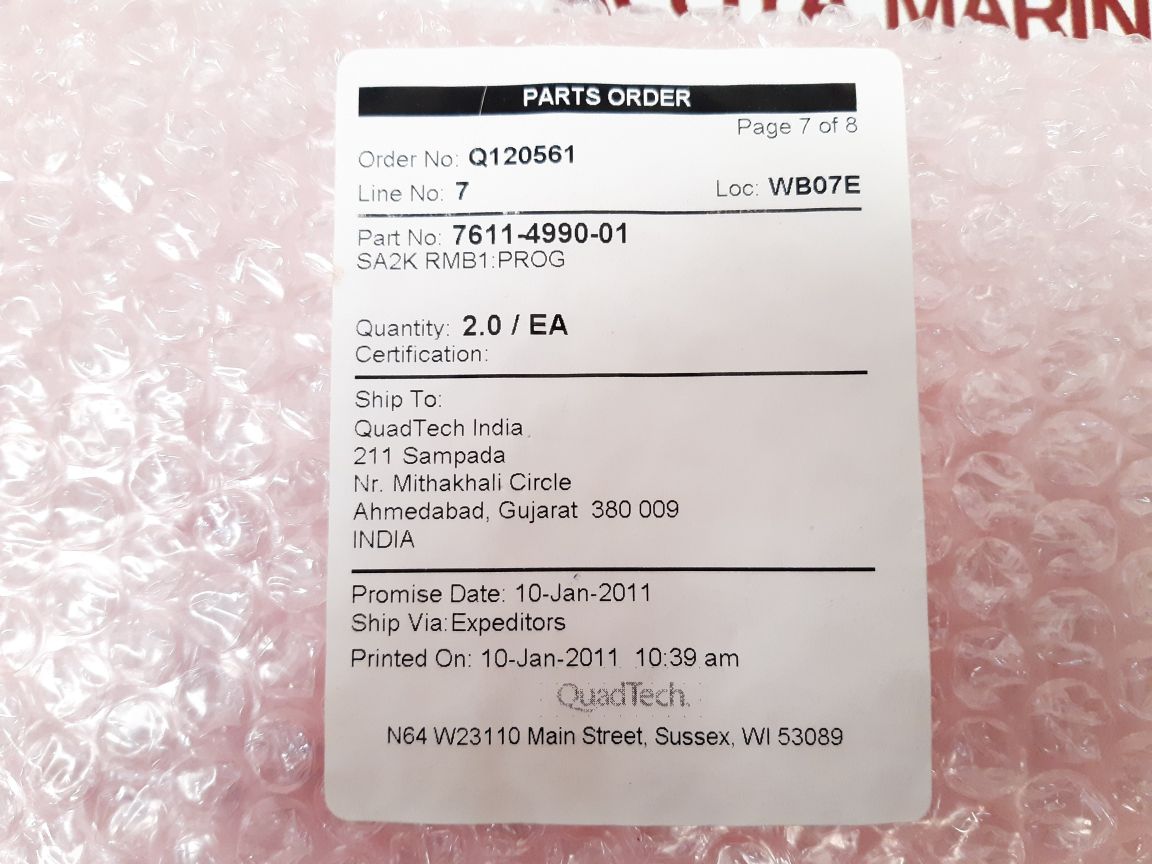 MARIN
PARTS ORDER
Page 7 of 8
Order No: Q120561
Line No: 7 Loc: WB07E
Part No: 7611-4990-01
SA2K RMB1:PROG
Quantity: 2.0 / EA
Certification:
Ship To:
QuadTech India
211 Sampada
Nr. Mithakhali Circle
Ahmedabad, Gujarat 380 009
INDIA
Promise Date: 10-Jan-2011
Ship Via: Expeditors
Printed On: 10-Jan-2011 10:39 am
QuadTech.
N64 W23110 Main Street, Sussex, WI 53089